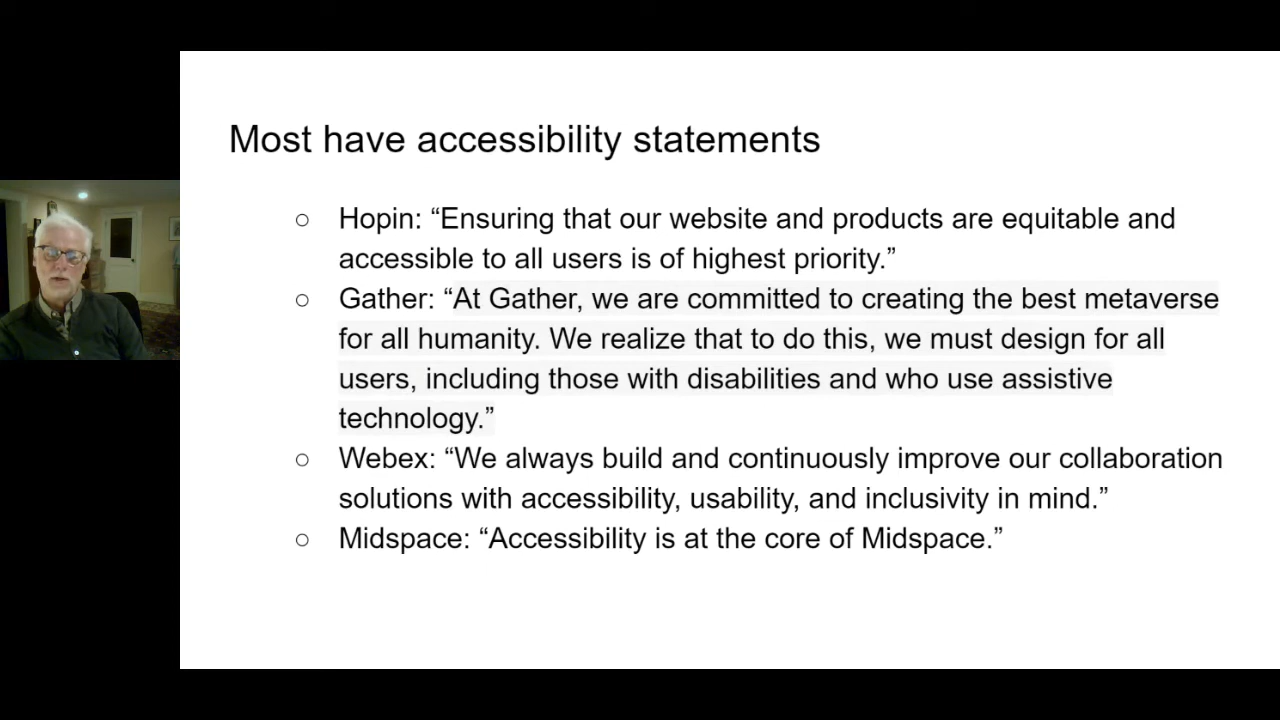 Most have accessibility statements
○ Hopin: “Ensuring that our website and products are equitable and
accessible to all users is of highest priority.”
○ Gather: “At Gather, we are committed to creating the best metaverse
for all humanity. We realize that to do this, we must design for all
users, including those with disabilities and who use assistive
technology.”
○ Webex: “We always build and continuously improve our collaboration
solutions with accessibility, usability, and inclusivity in mind.”
○ Midspace: “Accessibility is at the core of Midspace.”